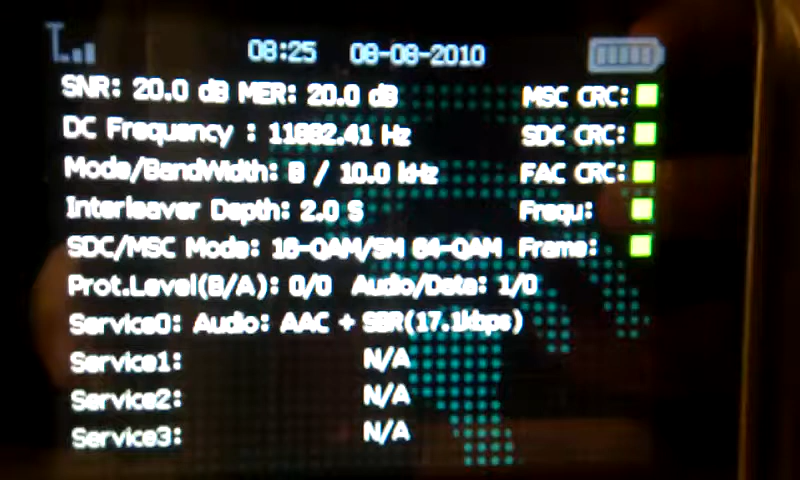 08:25 08-08-2010
SNR: 20.0 dB MER: 20.0 dB MSC CRC:
DC Frequency : 11882.41 Hz SDC CRC:
Mode/BandWidth: B / 10.0 kHz FAC CRC:
Interleaver Depth: 2.0 S Frequ:
SDC/MSC Mode: 16-QAM/SM 64-QAM Frame:
Prot.Level(B/A): 0/0 Audio/Data: 1/0
Service0: Audio: AAC + SBR(17.1kbps)
Service1: N/A
Service2: N/A
Service3: N/A